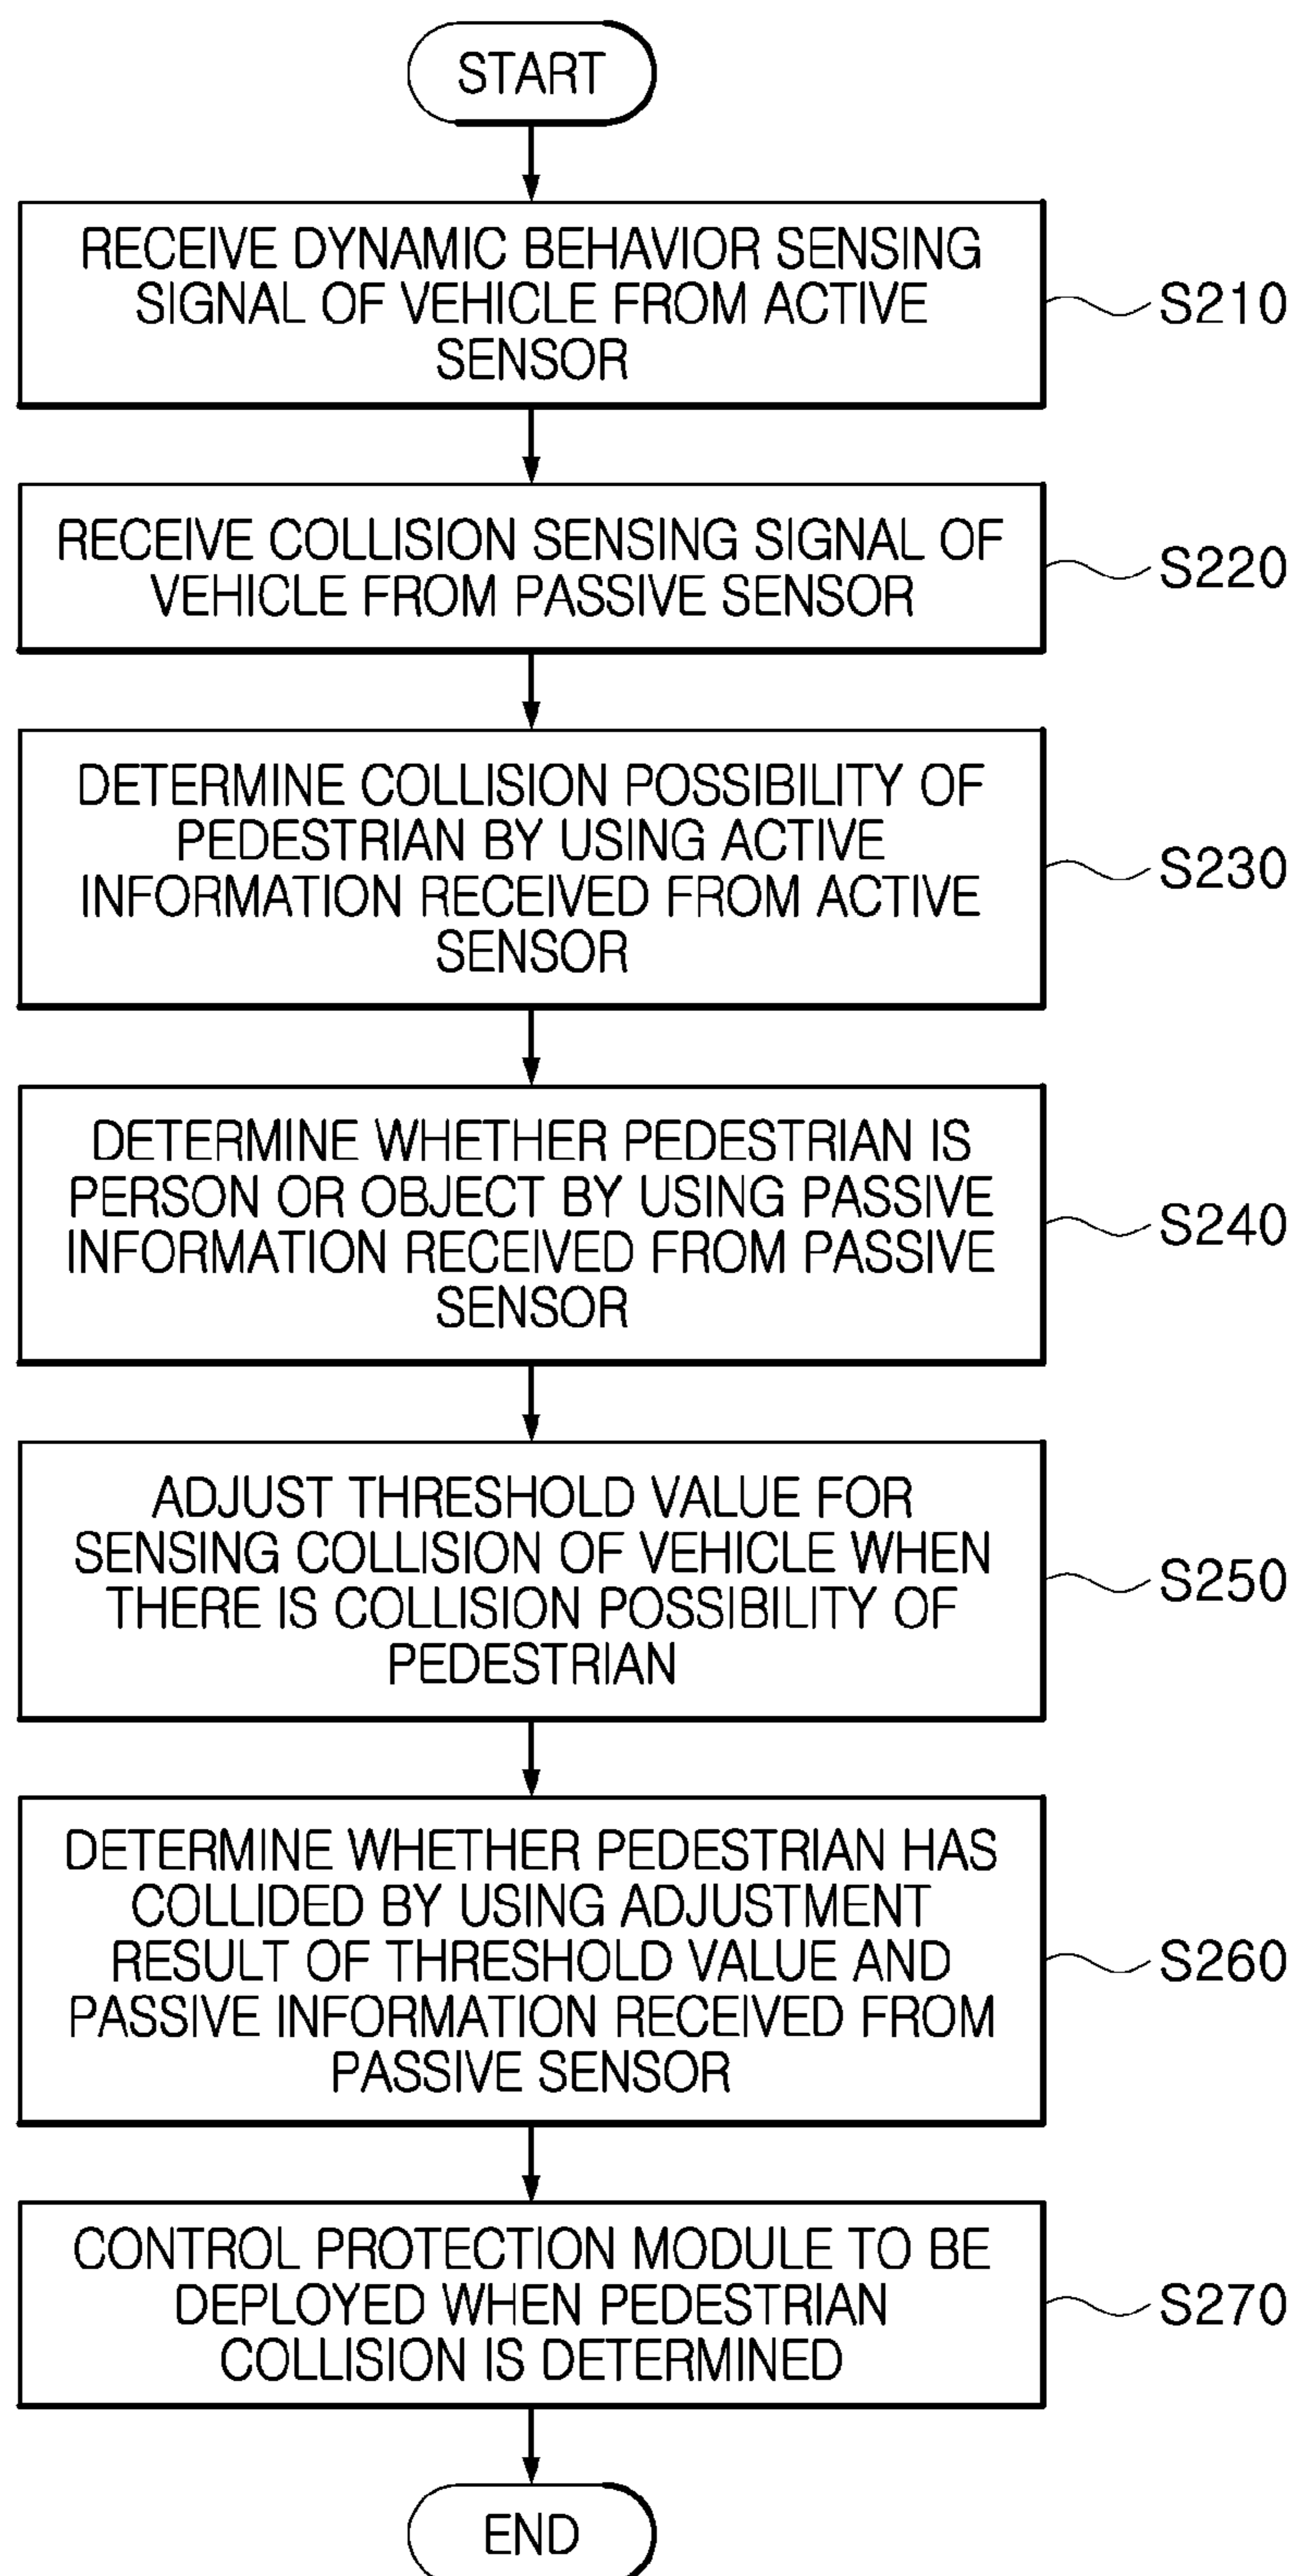 START
RECEIVE DYNAMIC BEHAVIOR SENSING
SIGNAL OF VEHICLE FROM ACTIVE
SENSOR
S210
RECEIVE COLLISION SENSING SIGNAL OF
VEHICLE FROM PASSIVE SENSOR
S220
DETERMINE COLLISION POSSIBILITY OF
PEDESTRIAN BY USING ACTIVE
INFORMATION RECEIVED FROM ACTIVE
SENSOR
S230
DETERMINE WHETHER PEDESTRIAN IS
PERSON OR OBJECT BY USING PASSIVE
INFORMATION RECEIVED FROM PASSIVE
SENSOR
S240
ADJUST THRESHOLD VALUE FOR
SENSING COLLISION OF VEHICLE WHEN
THERE IS COLLISION POSSIBILITY OF
PEDESTRIAN
S250
DETERMINE WHETHER PEDESTRIAN HAS
COLLIDED BY USING ADJUSTMENT
RESULT OF THRESHOLD VALUE AND
PASSIVE INFORMATION RECEIVED FROM
PASSIVE SENSOR
S260
CONTROL PROTECTION MODULE TO BE
DEPLOYED WHEN PEDESTRIAN
COLLISION IS DETERMINED
S270
END